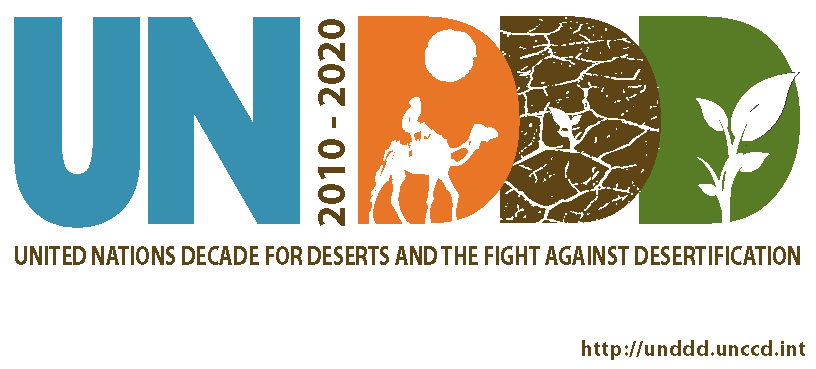 UNDDD
2010 - 2020
UNITED NATIONS DECADE FOR DESERTS AND THE FIGHT AGAINST DESERTIFICATION
http://unddd.unccd.int